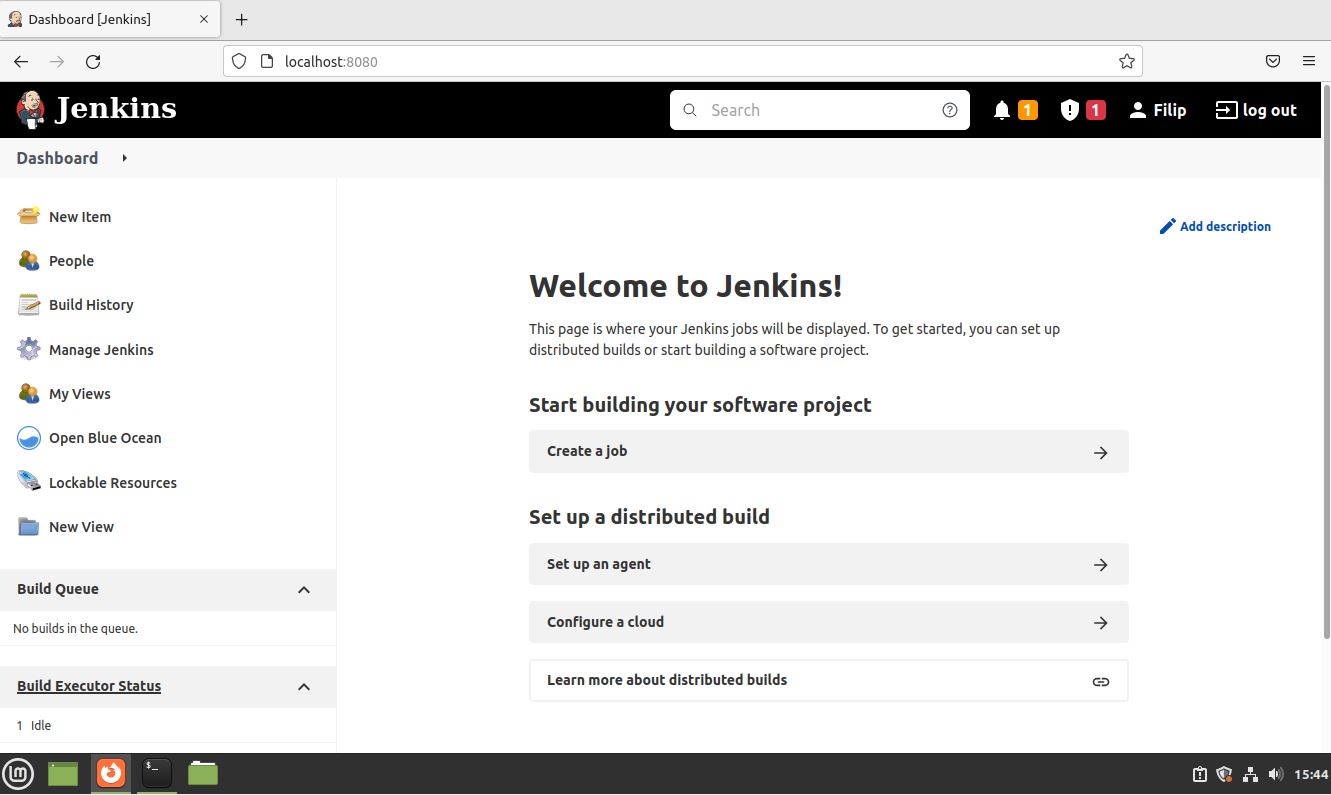 Dashboard [Jenkins]
localhost:8080
Jenkins
Search
1
1
Filip
log out
Dashboard
New Item
People
Build History
Manage Jenkins
My Views
Open Blue Ocean
Lockable Resources
New View
Build Queue
No builds in the queue.
Build Executor Status
1 Idle
Add description
Welcome to Jenkins!
This page is where your Jenkins jobs will be displayed. To get started, you can set up
distributed builds or start building a software project.
Start building your software project
Create a job
Set up a distributed build
Set up an agent
Configure a cloud
Learn more about distributed builds
15:44